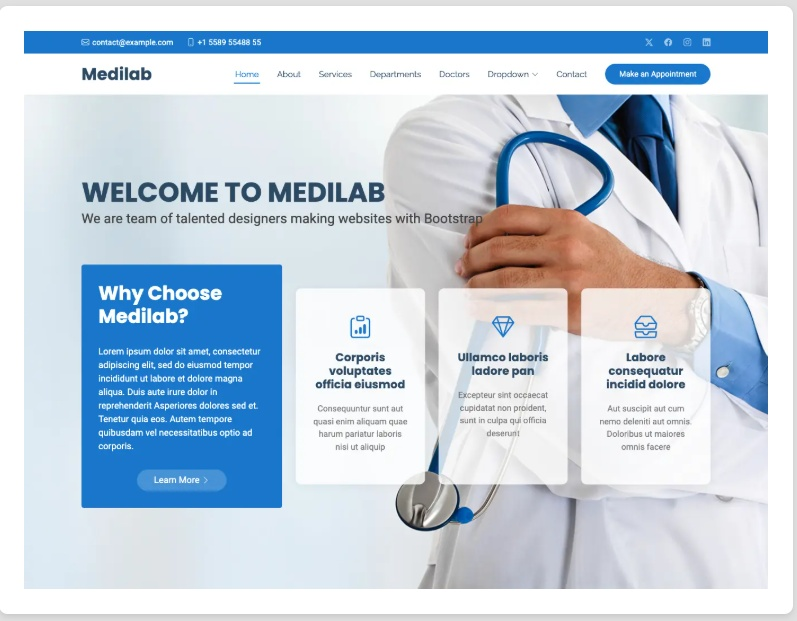 contact@example.com +1 5589 55488 55
Medilab
Home About Services Departments Doctors Dropdown Contact Make an Appointment
WELCOME TO MEDILAB
We are team of talented designers making websites with Bootstrap
Why Choose
Medilab?
Lorem ipsum dolor sit amet, consectetur
adipiscing elit, sed do eiusmod tempor
incididunt ut labore et dolore magna
aliqua. Duis aute irure dolor in
reprehenderit Asperiores dolores sed et.
Tenetur quia eos. Autem tempore
quibusdam vel necessitatibus optio ad
corporis.
Learn More
Corporis
voluptates
officia eiusmod
Consequuntur sunt aut
quasi enim aliquam quae
harum pariatur laboris
nisi ut aliquip
Ullamco laboris
ladore pan
Excepteur sint occaecat
cupidatat non proident,
sunt in culpa qui officia
deserunt
Labore
consequatur
incidid dolore
Aut suscipit aut cum
nemo deleniti aut omnis.
Doloribus ut maiores
omnis facere